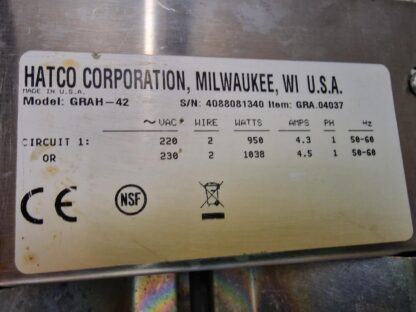 HATCO CORPORATION, MILWAUKEE, WI U.S.A.
MADE IN U.S.A.
Model: GRAH-42 S/N: 4088081340 Item: GRA.04037
~ VAC* WIRE WATTS AMPS PH Hz
CIRCUIT 1: 220 2 950 4.3 1 50-60
OR 230 2 1038 4.5 1 50-60
CE NSF